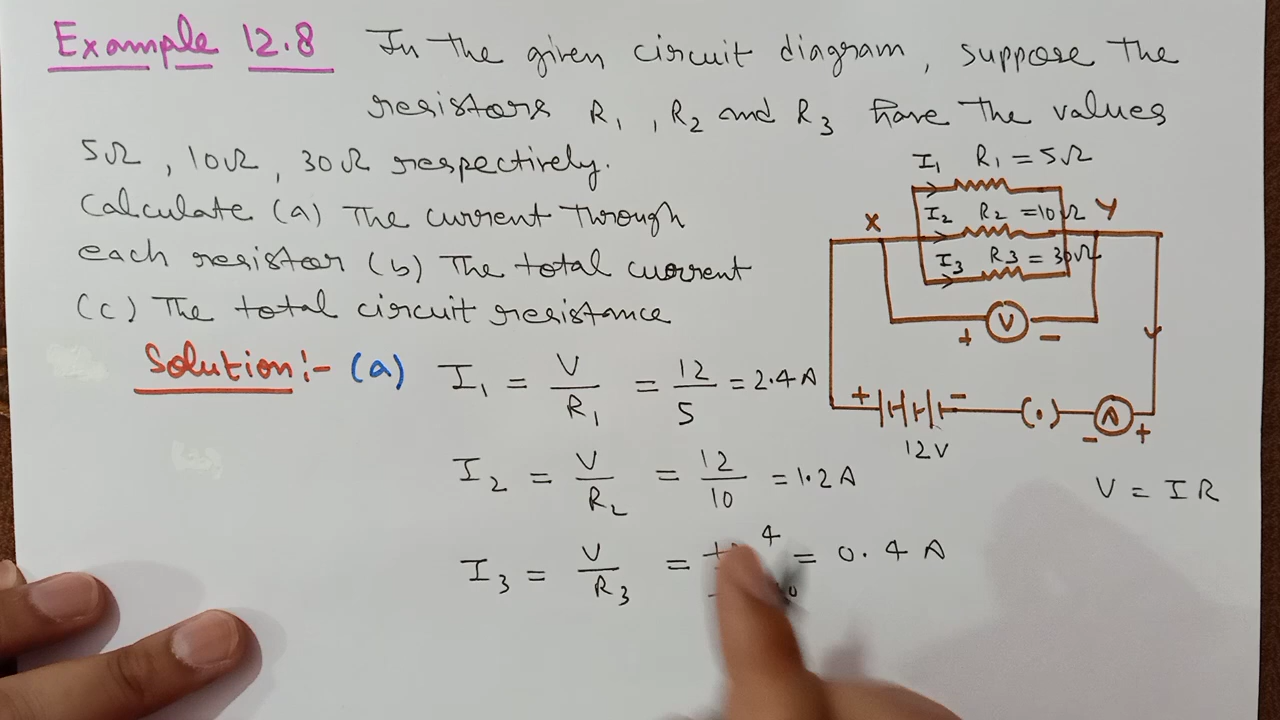 Example 12.8 In the given circuit diagram, suppose the
resistors R₁, R₂ and R₃ have the values
5Ω, 10Ω, 30Ω respectively.
Calculate (a) The current through
each resistor (b) The total current
(c) The total circuit resistance
I₁ R₁ = 5Ω
I₂ R₂ = 10Ω
X Y
I₃ R₃ = 30Ω
+ V −
+ − ( . ) − A +
12V
V = IR
Solution:- (a) I₁ = V/R₁ = 12/5 = 2.4 A
I₂ = V/R₂ = 12/10 = 1.2 A
I₃ = V/R₃ = 4 = 0.4 A